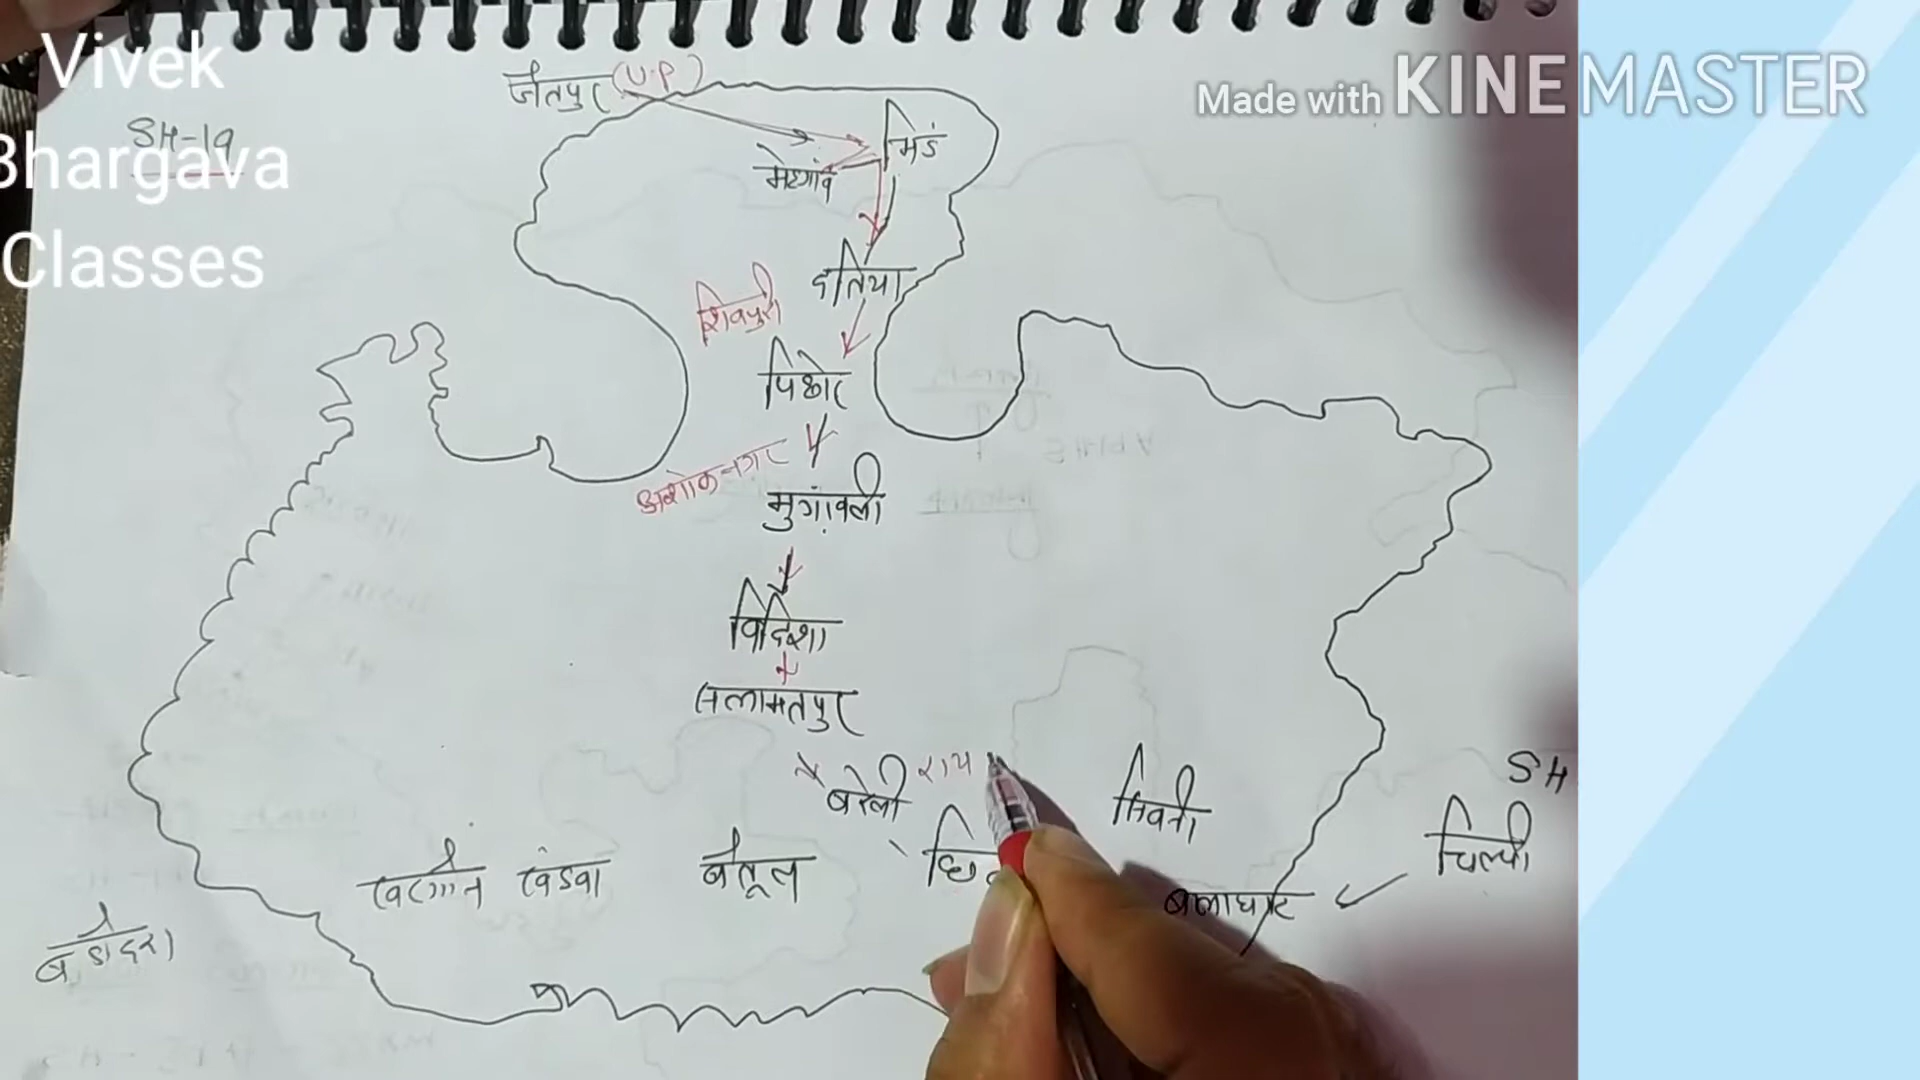 Vivek
Bhargava
Classes
Made with KINEMASTER
SH-19
जैतपुर (U.P)
भिंड
मेहगांव
दतिया
शिवपुरी
पिछोर
अशोकनगर
मुगांवली
विदिशा
सलामतपुर
बरेली राय
सिवनी
SH
चिल्पी
खरगोन खंडवा
बैतूल
छि
बालाघाट
बड़ोदरा